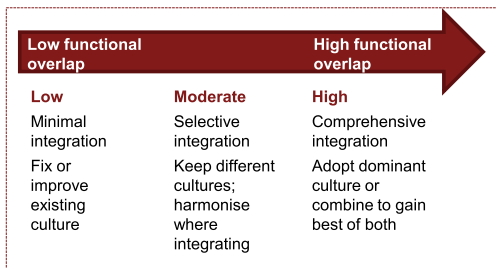 Low functional
overlap
High functional
overlap
Low
Minimal
integration
Fix or
improve
existing
culture
Moderate
Selective
integration
Keep different
cultures;
harmonise
where
integrating
High
Comprehensive
integration
Adopt dominant
culture or
combine to gain
best of both